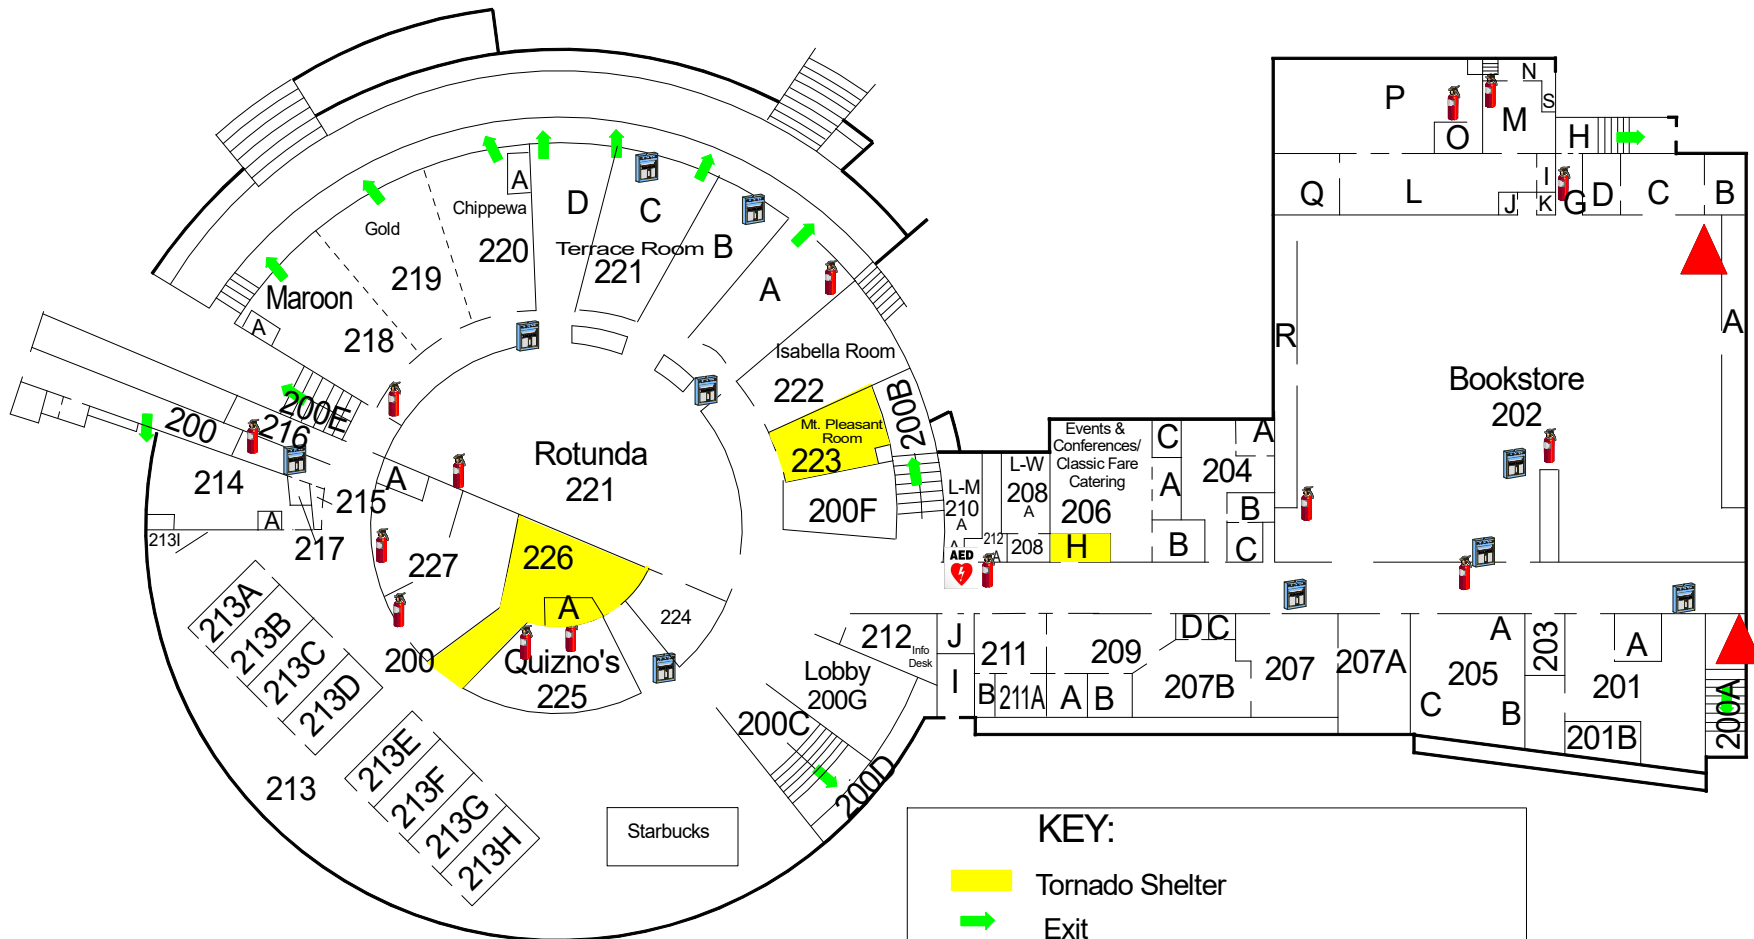 P
N
S
M
O
H
Q
L
I
J
K
G
D
C
B
A
R
Bookstore
202
A
D
C
B
A
Chippewa
220
Terrace Room
221
Gold
219
Maroon
218
A
Isabella Room
222
Mt. Pleasant
Room
223
200B
200F
Rotunda
221
200E
200
216
214
215
A
A
217
213I
227
226
A
224
200
Quizno's
225
213A
213B
213C
213D
213E
213F
213G
213H
213
Starbucks
L-M
210
A
A
212
A
L-W
208
A
208
AED
Events &
Conferences/
Classic Fare
Catering
206
H
C
A
B
A
204
B
C
212
Info
Desk
J
I
Lobby
200G
200C
200D
211
B
211A
209
A
B
D
C
207B
207
207A
A
205
C
B
203
A
201
201B
200A
KEY:
Tornado Shelter
Exit